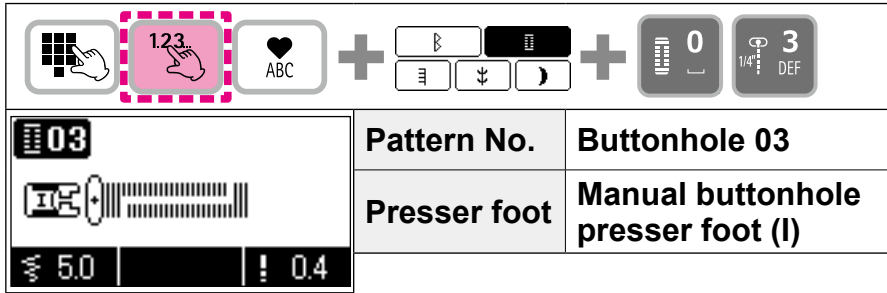 1.2.3...
ABC
0
1/4" 3
DEF
03
Pattern No. Buttonhole 03
Presser foot Manual buttonhole
presser foot (I)
5.0 0.4